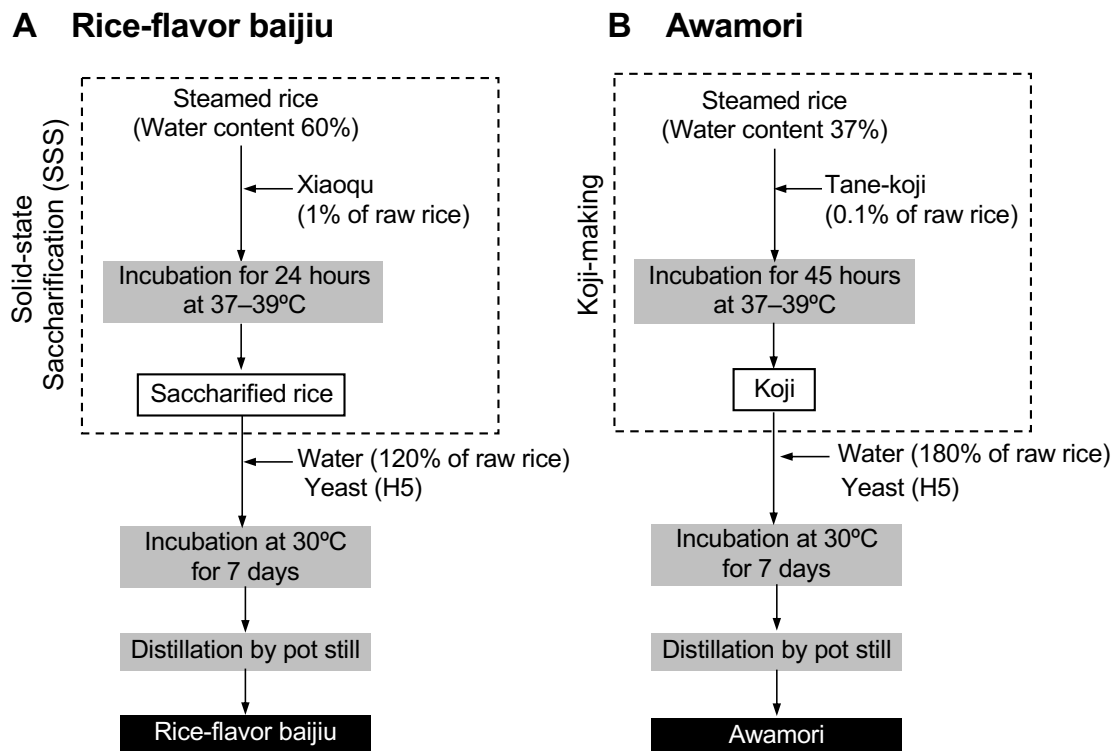 A Rice-flavor baijiu
Solid-state
Saccharification (SSS)
Steamed rice
(Water content 60%)
Xiaoqu
(1% of raw rice)
Incubation for 24 hours
at 37–39ºC
Saccharified rice
Water (120% of raw rice)
Yeast (H5)
Incubation at 30ºC
for 7 days
Distillation by pot still
Rice-flavor baijiu
B Awamori
Koji-making
Steamed rice
(Water content 37%)
Tane-koji
(0.1% of raw rice)
Incubation for 45 hours
at 37–39ºC
Koji
Water (180% of raw rice)
Yeast (H5)
Incubation at 30ºC
for 7 days
Distillation by pot still
Awamori